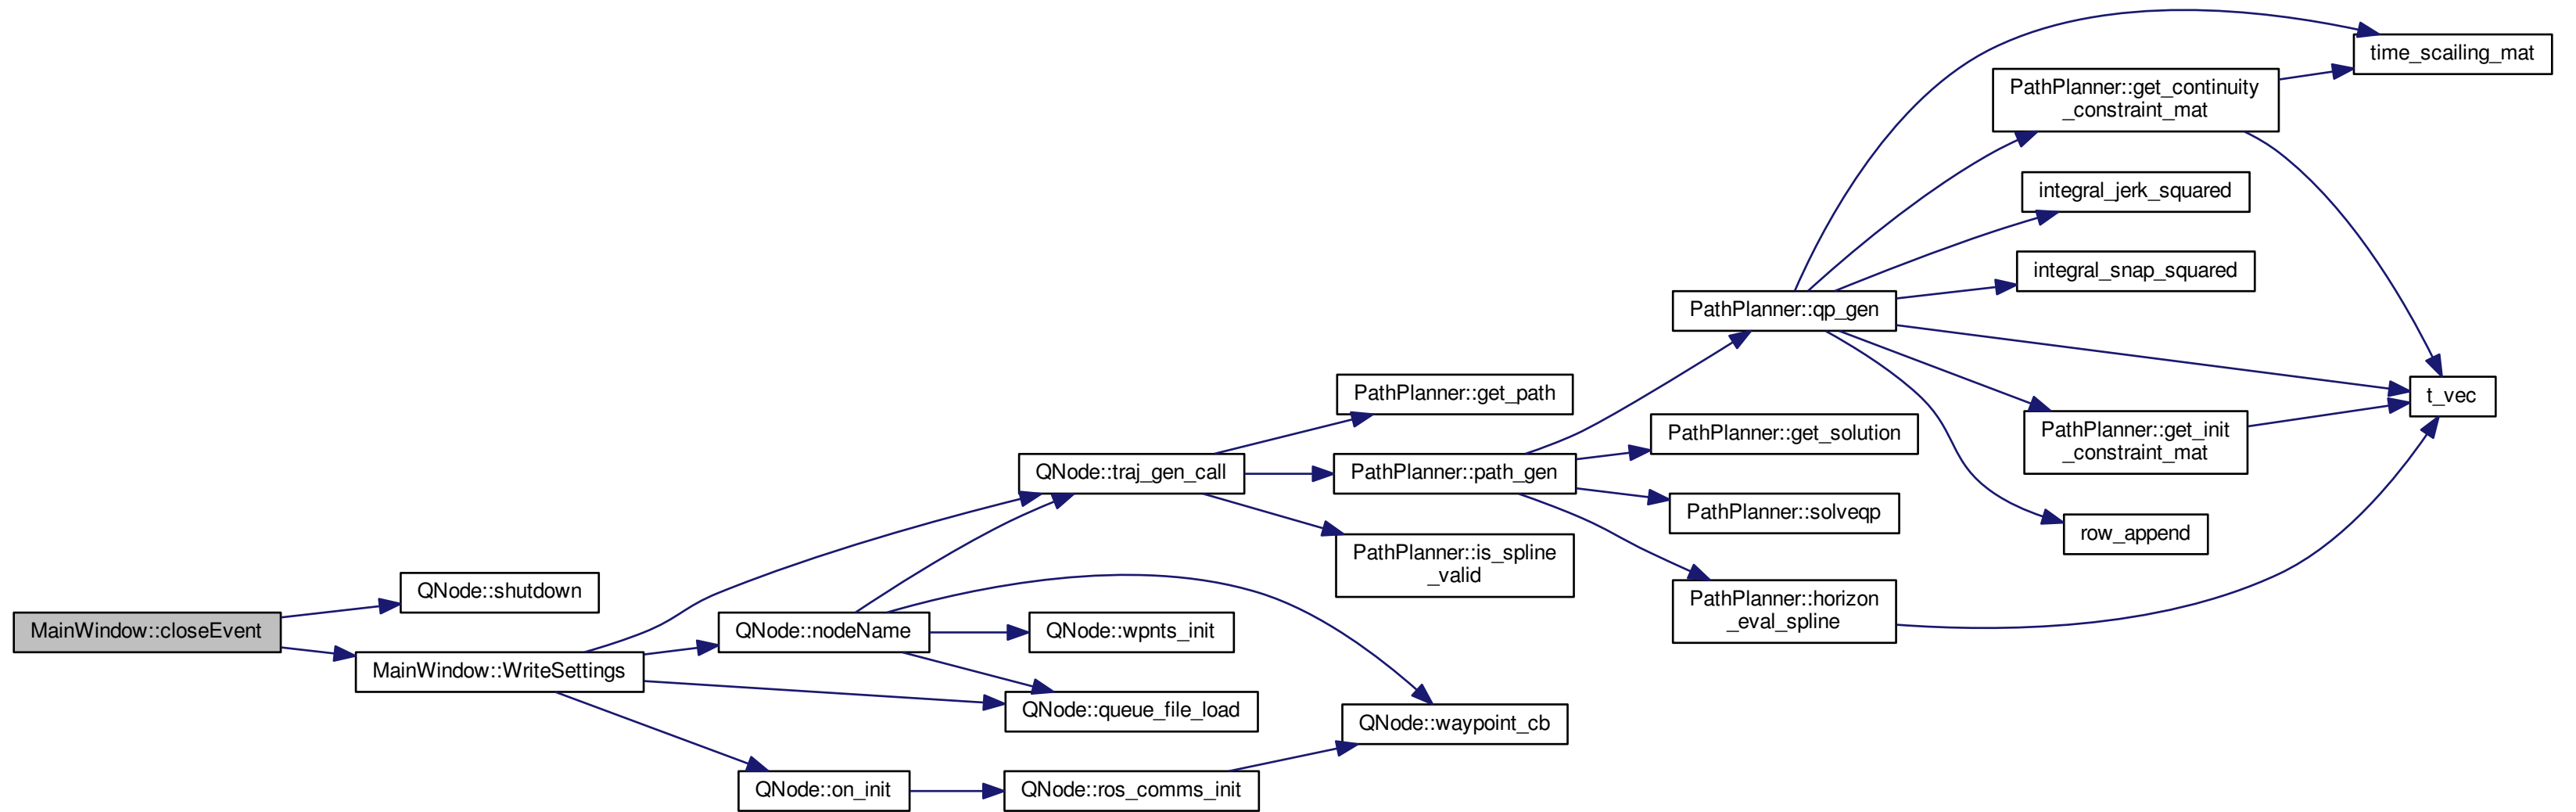 time_scailing_mat
PathPlanner::get_continuity
_constraint_mat
integral_jerk_squared
integral_snap_squared
PathPlanner::qp_gen
PathPlanner::get_path
t_vec
PathPlanner::get_solution
PathPlanner::get_init
_constraint_mat
QNode::traj_gen_call
PathPlanner::path_gen
PathPlanner::solveqp
row_append
PathPlanner::is_spline
_valid
QNode::shutdown
PathPlanner::horizon
_eval_spline
MainWindow::closeEvent
QNode::nodeName
QNode::wpnts_init
MainWindow::WriteSettings
QNode::queue_file_load
QNode::waypoint_cb
QNode::on_init
QNode::ros_comms_init